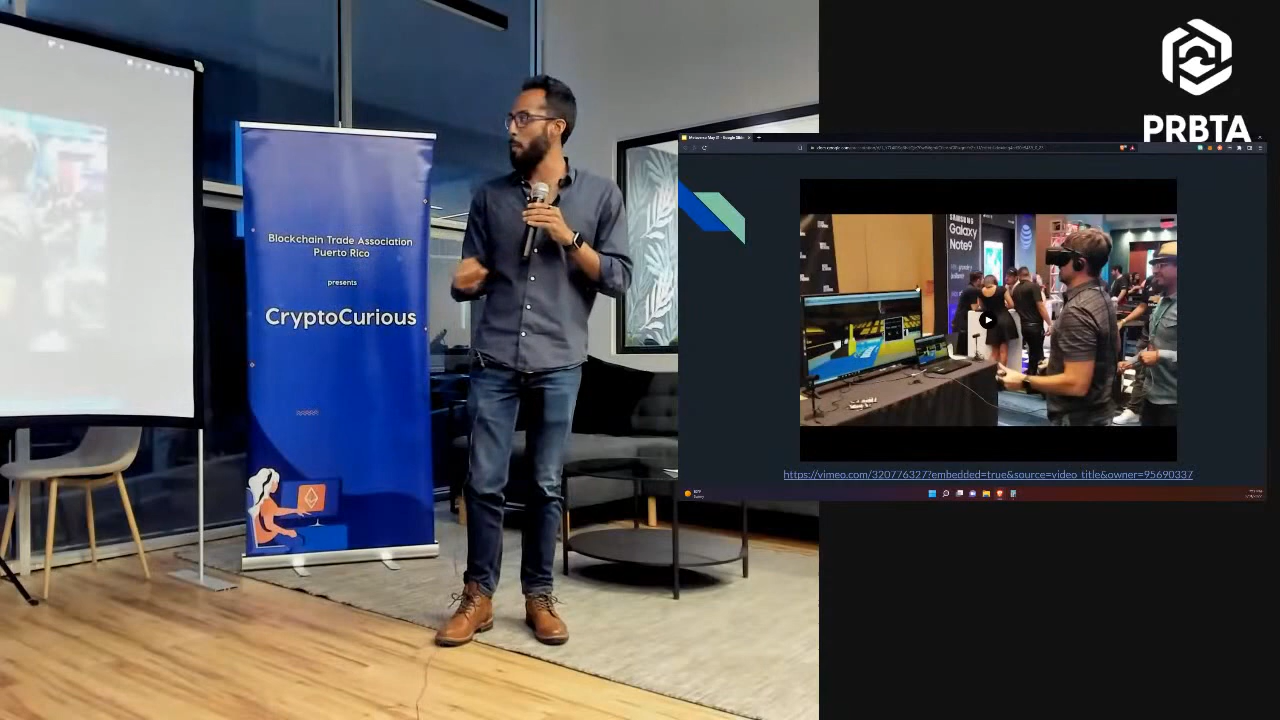 Blockchain Trade Association
Puerto Rico
presents
CryptoCurious
PRBTA
SAMSUNG
Galaxy
Note9
https://vimeo.com/320776327?embedded=true&source=video_title&owner=95690337